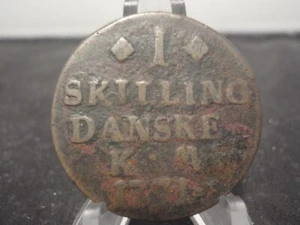 1
SKILLING
DANSKE
K · M